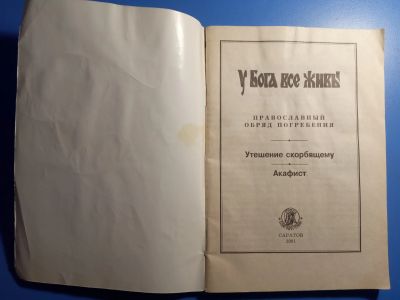 У Бога все живы
ПРАВОСЛАВНЫЙ
ОБРЯД ПОГРЕБЕНИЯ
Утешение скорбящему
Акафист
САРАТОВ
2001